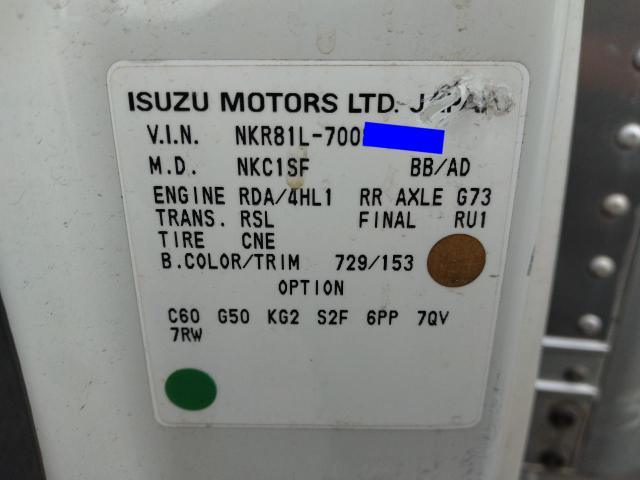 ISUZU MOTORS LTD. JAPAN
V.I.N. NKR81L-700
M.D. NKC1SF BB/AD
ENGINE RDA/4HL1 RR AXLE G73
TRANS. RSL FINAL RU1
TIRE CNE
B.COLOR/TRIM 729/153
OPTION
C60 G50 KG2 S2F 6PP 7QV
7RW